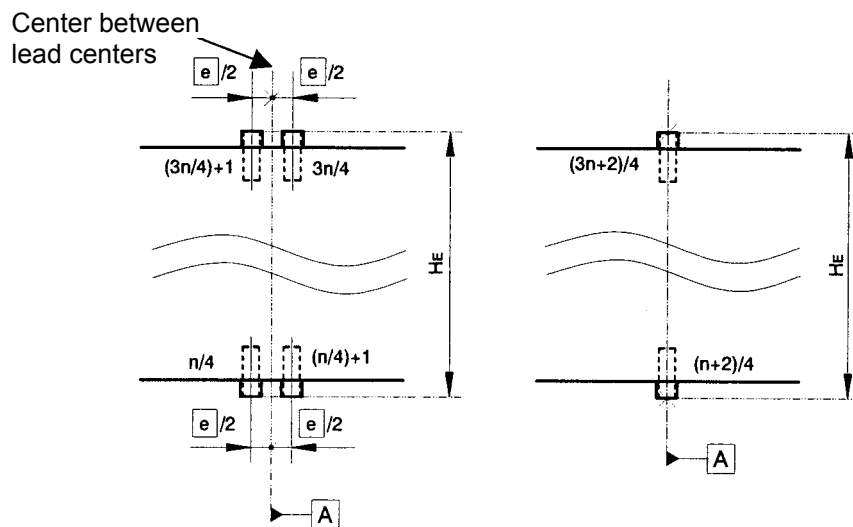 Center between
lead centers
e /2 e /2
(3n/4)+1 3n/4
HE
n/4 (n/4)+1
e /2 e /2
A
(3n+2)/4
HE
(n+2)/4
A